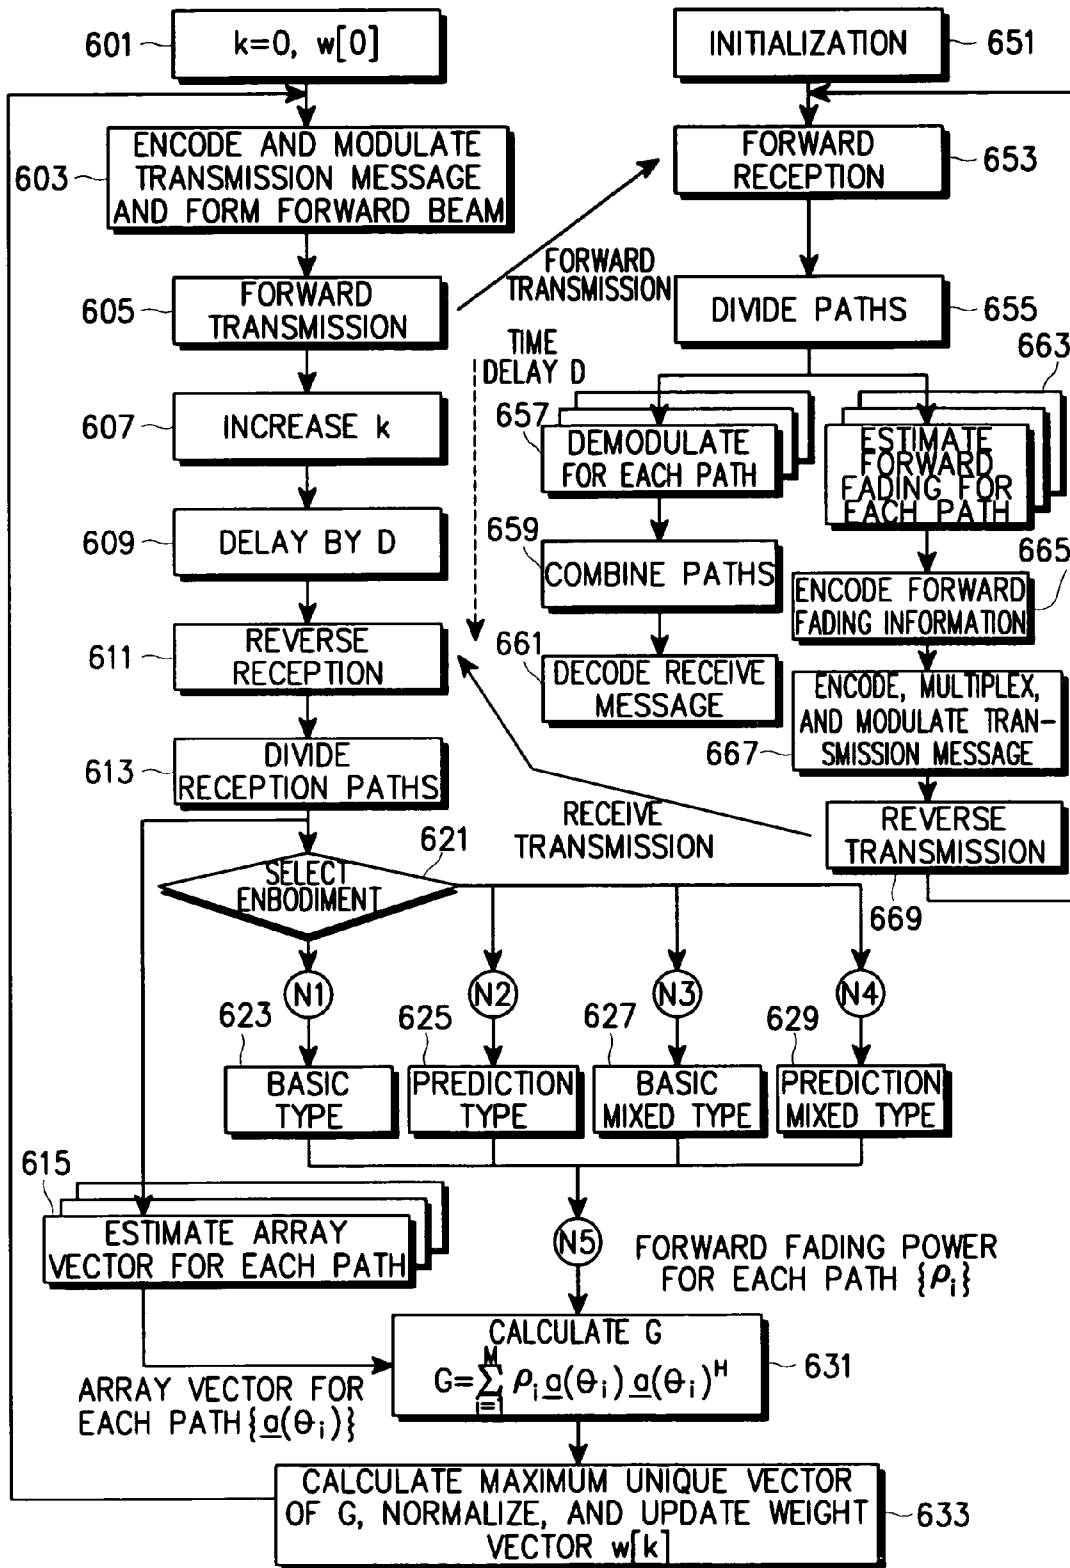 601
k=0, w[0]
603
ENCODE AND MODULATE
TRANSMISSION MESSAGE
AND FORM FORWARD BEAM
605
FORWARD
TRANSMISSION
607
INCREASE k
609
DELAY BY D
611
REVERSE
RECEPTION
613
DIVIDE
RECEPTION PATHS
FORWARD
TRANSMISSION
TIME
DELAY D
RECEIVE
TRANSMISSION
INITIALIZATION
651
FORWARD
RECEPTION
653
DIVIDE PATHS
655
657
DEMODULATE
FOR EACH PATH
659
COMBINE PATHS
661
DECODE RECEIVE
MESSAGE
663
ESTIMATE
FORWARD
FADING FOR
EACH PATH
665
ENCODE FORWARD
FADING INFORMATION
667
ENCODE, MULTIPLEX,
AND MODULATE TRAN-
SMISSION MESSAGE
REVERSE
TRANSMISSION
669
621
SELECT
ENBODIMENT
N1
N2
N3
N4
623
BASIC
TYPE
625
PREDICTION
TYPE
627
BASIC
MIXED TYPE
629
PREDICTION
MIXED TYPE
615
ESTIMATE ARRAY
VECTOR FOR EACH PATH
N5
FORWARD FADING POWER
FOR EACH PATH {ρi}
ARRAY VECTOR FOR
EACH PATH{a(θi)}
CALCULATE G
G=∑_{i=1}^{M} ρi a(θi) a(θi)^H
631
CALCULATE MAXIMUM UNIQUE VECTOR
OF G, NORMALIZE, AND UPDATE WEIGHT
VECTOR w[k]
633